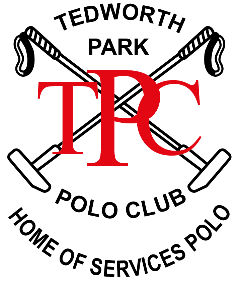 TEDWORTH
PARK
TPC
POLO CLUB
HOME OF SERVICES POLO